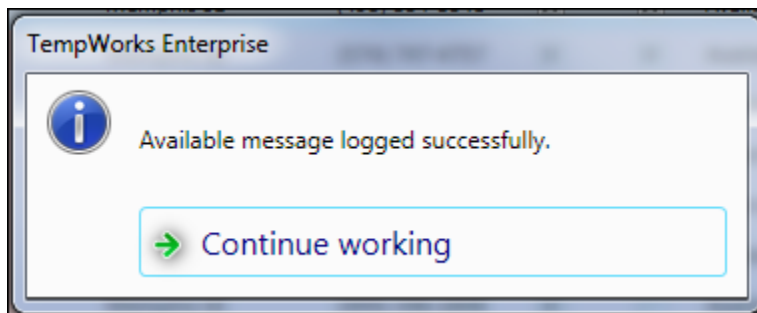 TempWorks Enterprise
Available message logged successfully.
Continue working